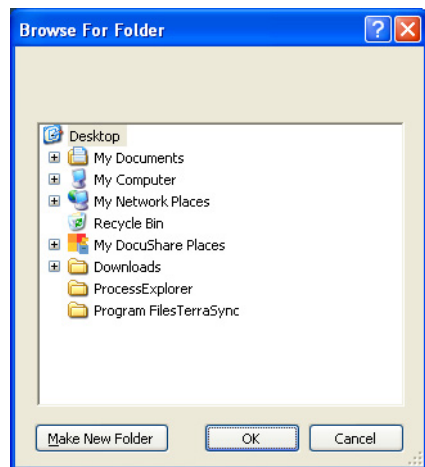 Browse For Folder
Desktop
My Documents
My Computer
My Network Places
Recycle Bin
My DocuShare Places
Downloads
ProcessExplorer
Program FilesTerraSync
Make New Folder OK Cancel